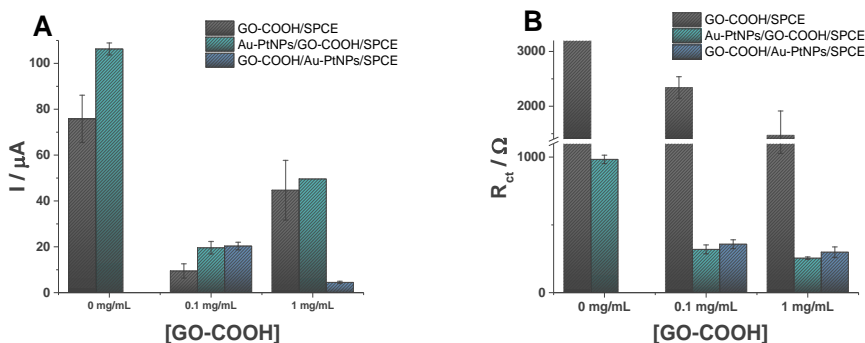 A
GO-COOH/SPCE
Au-PtNPs/GO-COOH/SPCE
GO-COOH/Au-PtNPs/SPCE
I / μA
100
80
60
40
20
0
0 mg/mL 0.1 mg/mL 1 mg/mL
[GO-COOH]
B
GO-COOH/SPCE
Au-PtNPs/GO-COOH/SPCE
GO-COOH/Au-PtNPs/SPCE
Rct / Ω
3000
2000
1000
0
0 mg/mL 0.1 mg/mL 1 mg/mL
[GO-COOH]